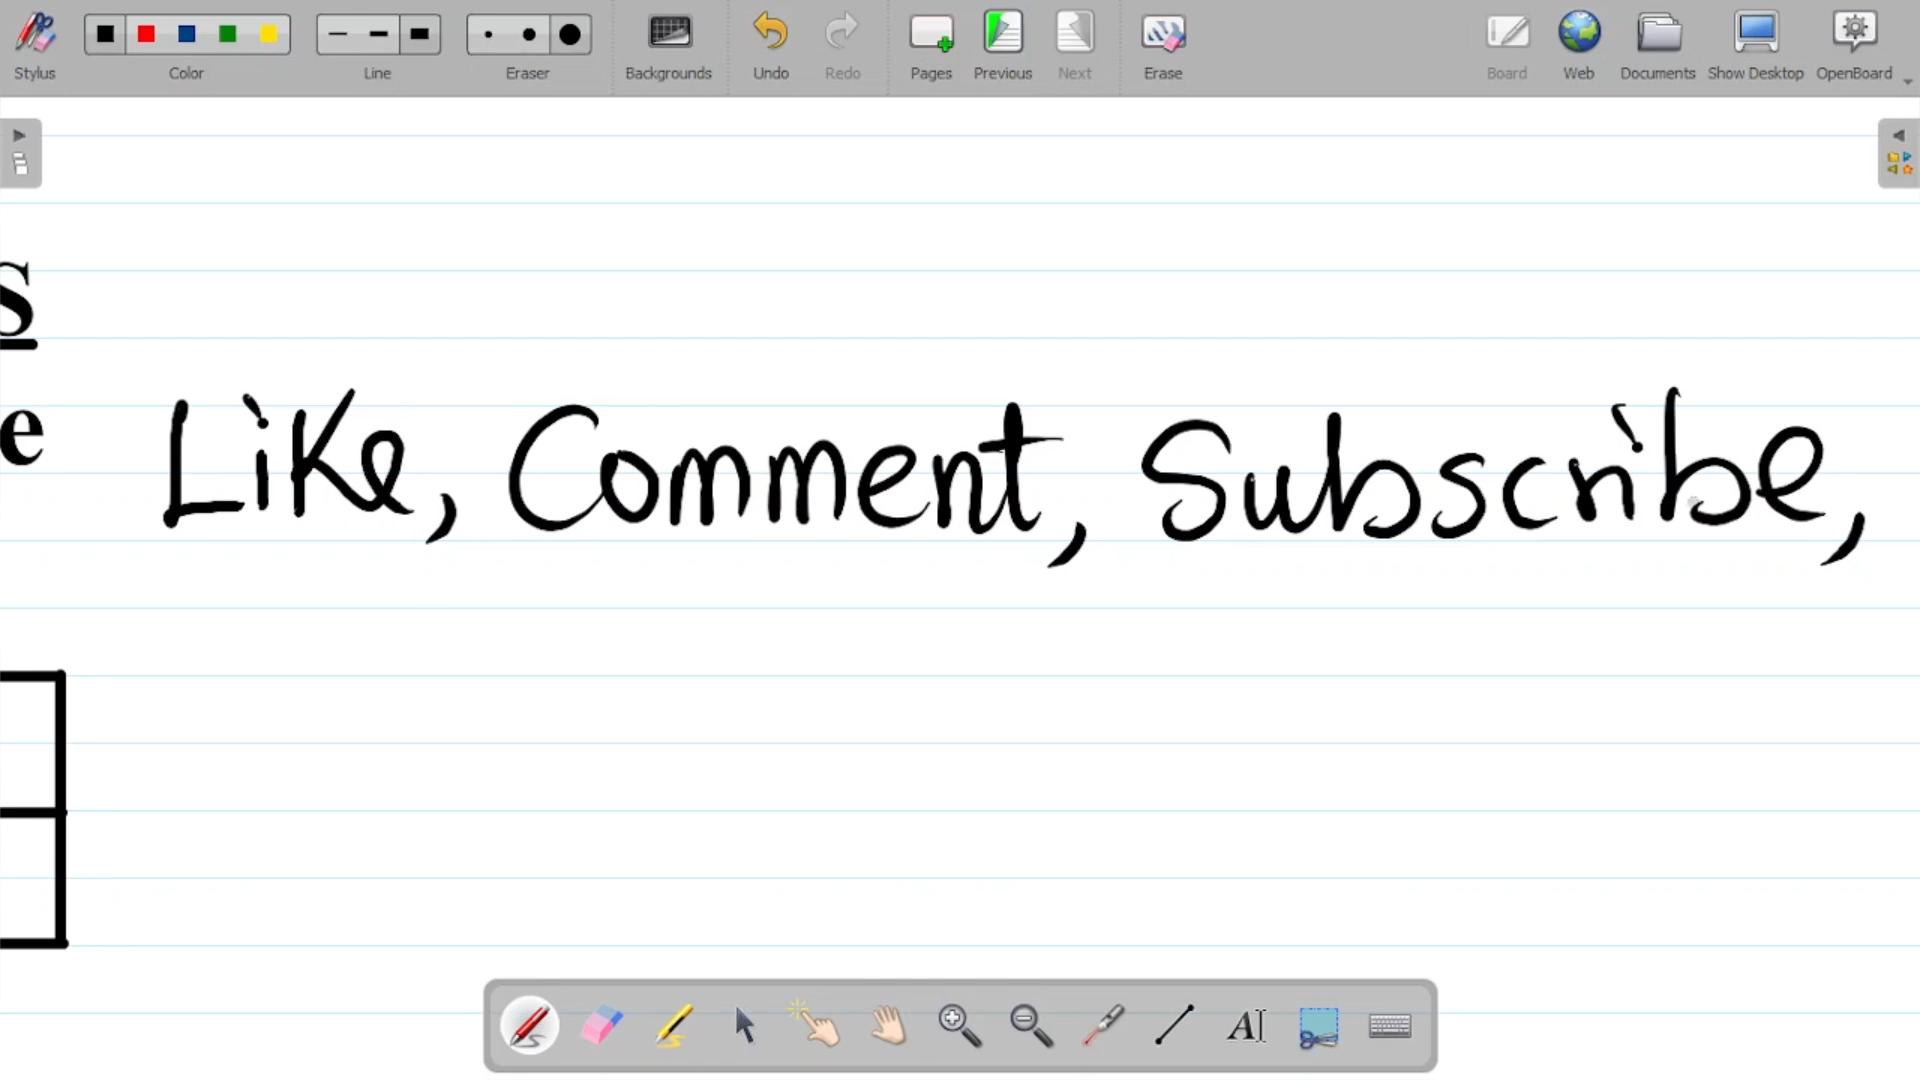 Stylus Color Line Eraser Backgrounds Undo Redo Pages Previous Next Erase Board Web Documents Show Desktop OpenBoard
s
e Like, Comment, Subscribe,